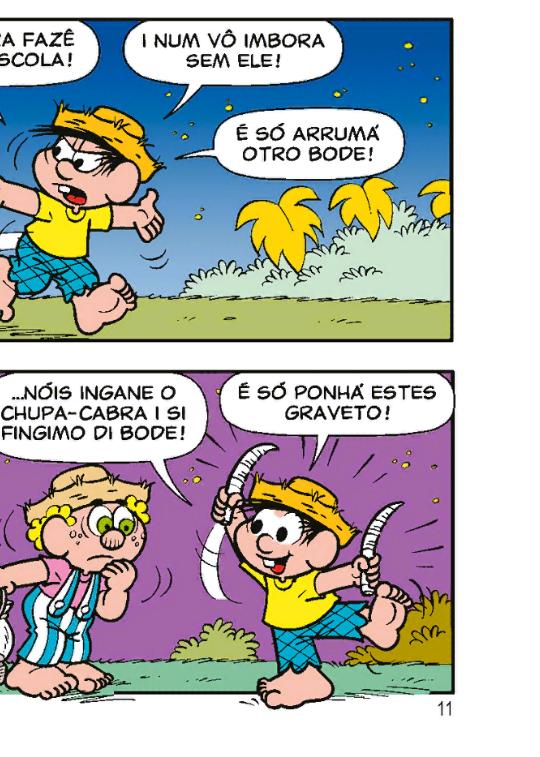 A FAZÊ
SCOLA!
I NUM VÔ IMBORA
SEM ELE!
É SÓ ARRUMÁ
OTRO BODE!
...NÓIS INGANE O
CHUPA-CABRA I SI
FINGIMO DI BODE!
É SÓ PONHÁ ESTES
GRAVETO!
11